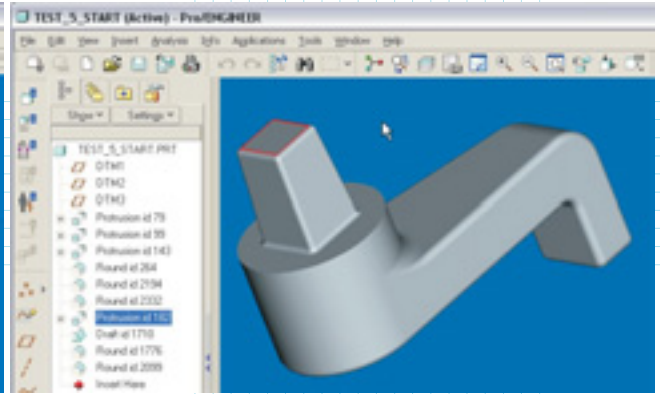 TEST_5_START (Active) - Pro/ENGINEER
File Edit View Insert Analysis Info Applications Tools Window Help
Show Settings
TEST_5_START.PRT
DTM1
DTM2
DTM3
Protrusion id 79
Protrusion id 99
Protrusion id 143
Round id 264
Round id 2194
Round id 2332
Protrusion id
Draft id 1710
Round id 1776
Round id
Insert Here